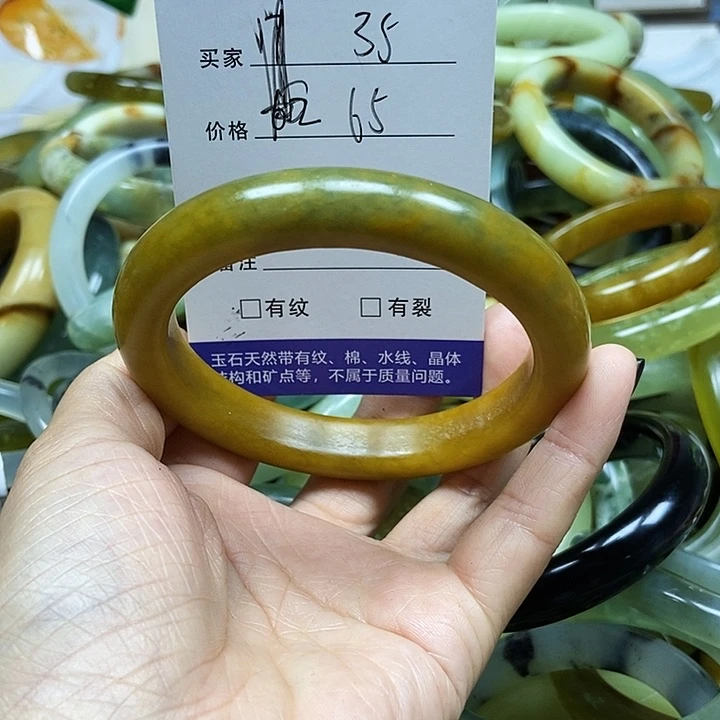 买家 35
价格 65
备注
□有纹 □有裂
玉石天然带有纹、棉、水线、晶体
结构和矿点等，不属于质量问题。